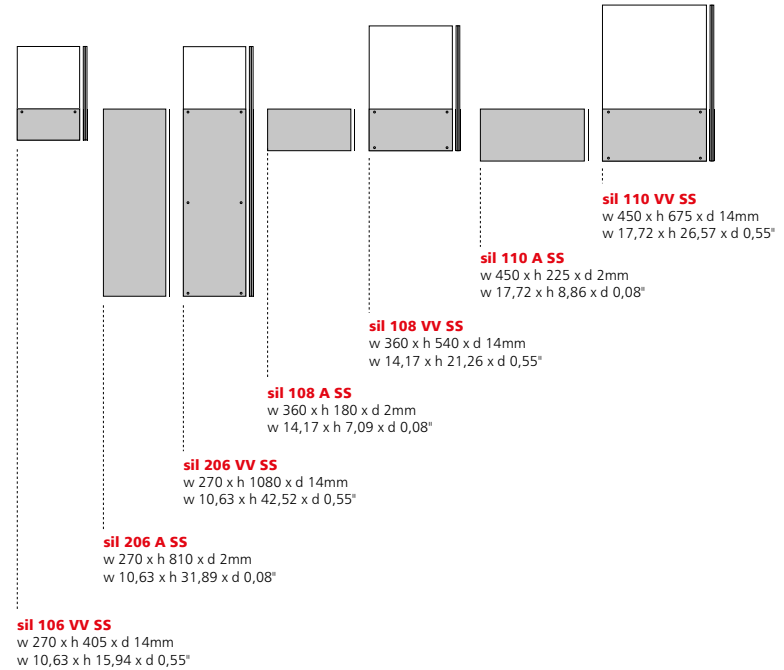 sil 110 VV SS
w 450 x h 675 x d 14mm
w 17,72 x h 26,57 x d 0,55"
sil 110 A SS
w 450 x h 225 x d 2mm
w 17,72 x h 8,86 x d 0,08"
sil 108 VV SS
w 360 x h 540 x d 14mm
w 14,17 x h 21,26 x d 0,55"
sil 108 A SS
w 360 x h 180 x d 2mm
w 14,17 x h 7,09 x d 0,08"
sil 206 VV SS
w 270 x h 1080 x d 14mm
w 10,63 x h 42,52 x d 0,55"
sil 206 A SS
w 270 x h 810 x d 2mm
w 10,63 x h 31,89 x d 0,08"
sil 106 VV SS
w 270 x h 405 x d 14mm
w 10,63 x h 15,94 x d 0,55"